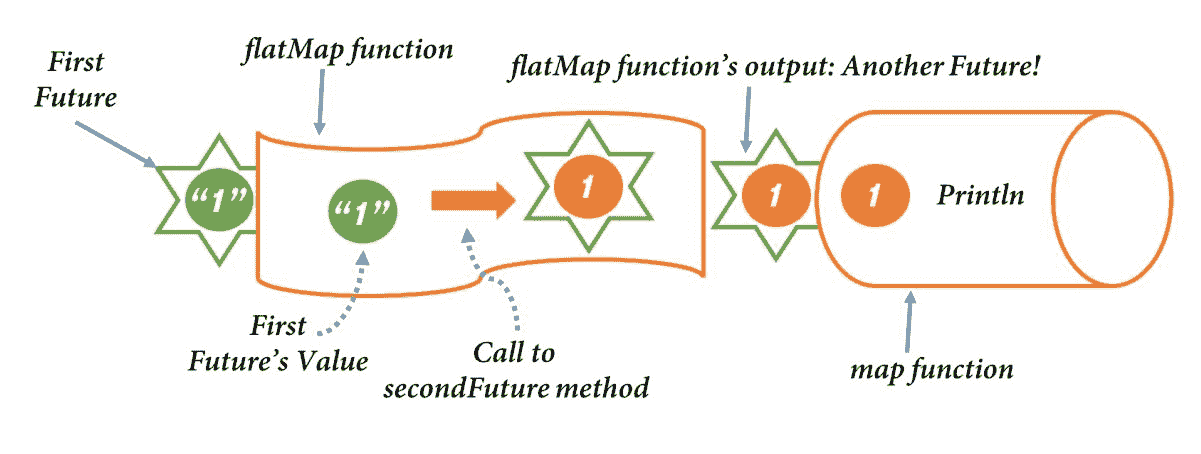 First
Future
flatMap function
flatMap function’s output: Another Future!
“1”
“1”
1
1
1
Println
First
Future’s Value
Call to
secondFuture method
map function